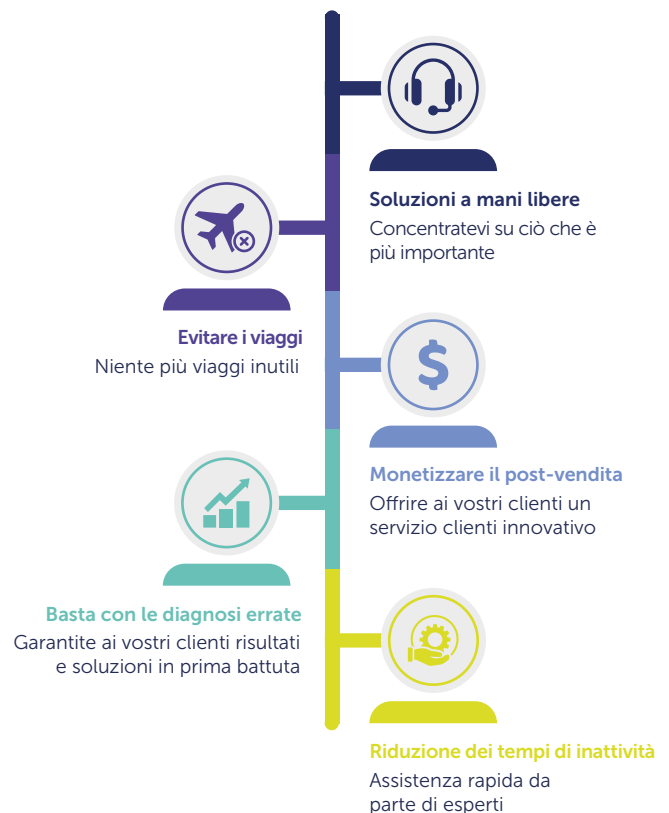 Soluzioni a mani libere
Concentratevi su ciò che è
più importante
Evitare i viaggi
Niente più viaggi inutili
$
Monetizzare il post-vendita
Offrire ai vostri clienti un
servizio clienti innovativo
Basta con le diagnosi errate
Garantite ai vostri clienti risultati
e soluzioni in prima battuta
Riduzione dei tempi di inattività
Assistenza rapida da
parte di esperti